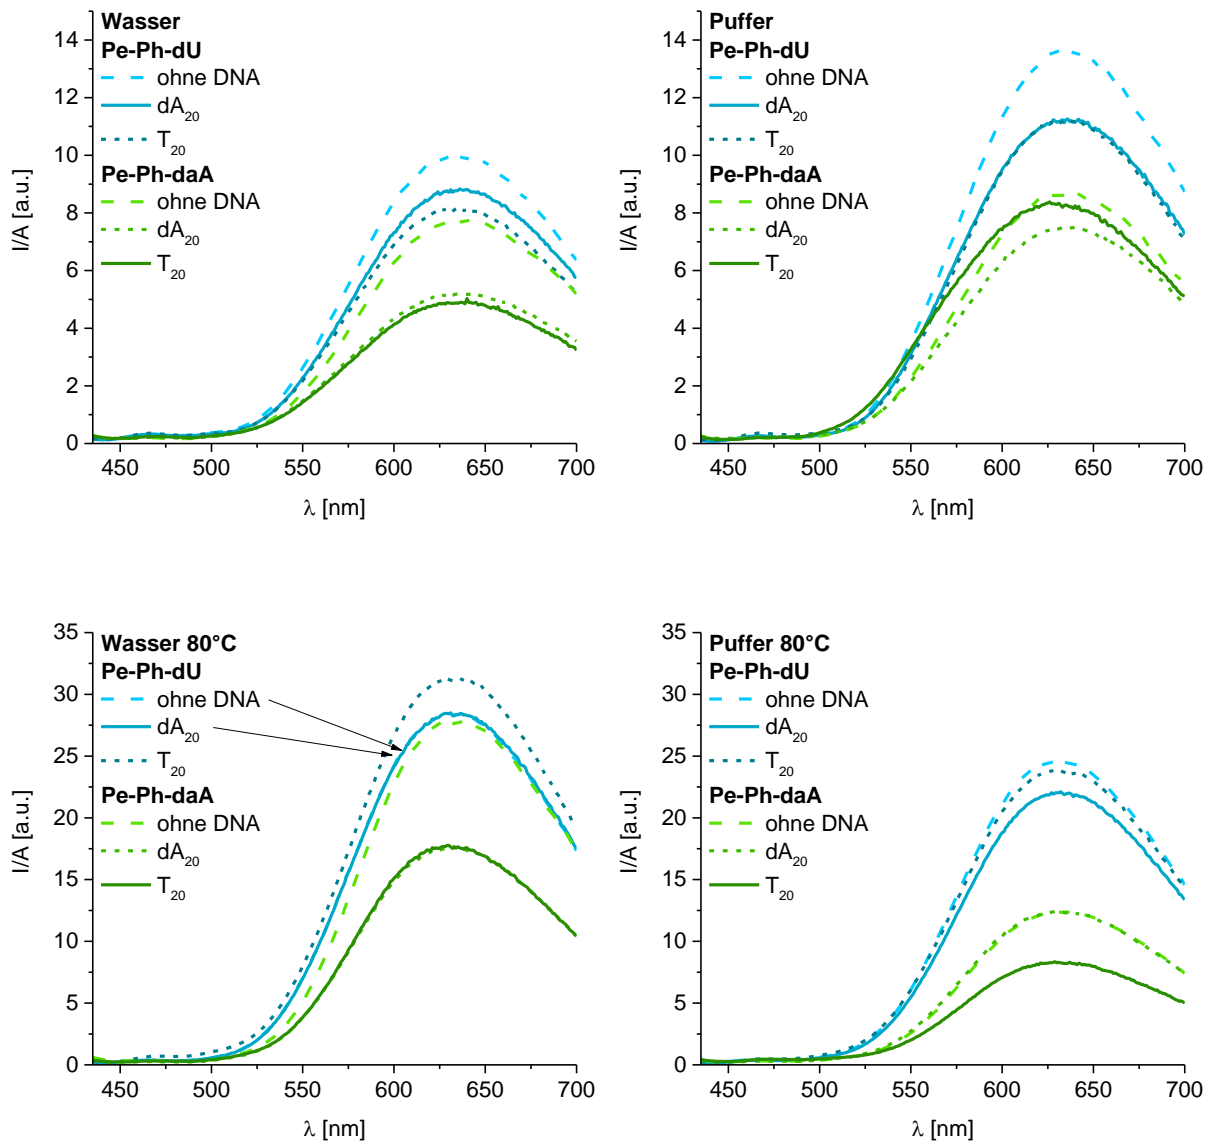 Wasser
Pe-Ph-dU
ohne DNA
dA20
T20
Pe-Ph-daA
ohne DNA
dA20
T20
I/A [a.u.]
14
12
10
8
6
4
2
0
450 500 550 600 650 700
λ [nm]
Puffer
Pe-Ph-dU
ohne DNA
dA20
T20
Pe-Ph-daA
ohne DNA
dA20
T20
I/A [a.u.]
14
12
10
8
6
4
2
0
450 500 550 600 650 700
λ [nm]
Wasser 80°C
Pe-Ph-dU
ohne DNA
dA20
T20
Pe-Ph-daA
ohne DNA
dA20
T20
I/A [a.u.]
35
30
25
20
15
10
5
0
450 500 550 600 650 700
λ [nm]
Puffer 80°C
Pe-Ph-dU
ohne DNA
dA20
T20
Pe-Ph-daA
ohne DNA
dA20
T20
I/A [a.u.]
35
30
25
20
15
10
5
0
450 500 550 600 650 700
λ [nm]